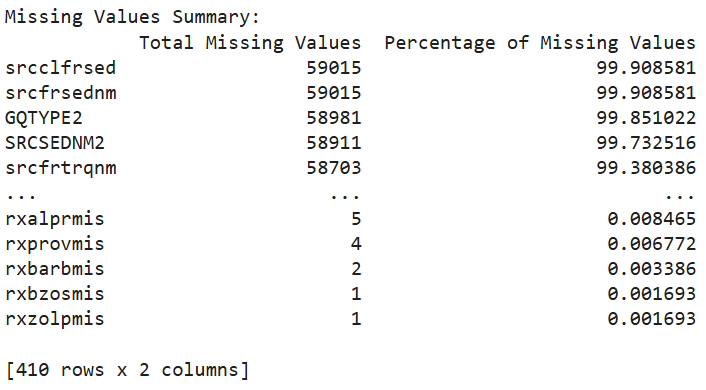 Missing Values Summary:
Total Missing Values  Percentage of Missing Values
srcclfrsed  59015  99.908581
srcfrsednm  59015  99.908581
GQTYPE2  58981  99.851022
SRCSEDNM2  58911  99.732516
srcfrtrqnm  58703  99.380386
...  ...  ...
rxalprmis  5  0.008465
rxprovmis  4  0.006772
rxbarbmis  2  0.003386
rxbzosmis  1  0.001693
rxzolpmis  1  0.001693
[410 rows x 2 columns]